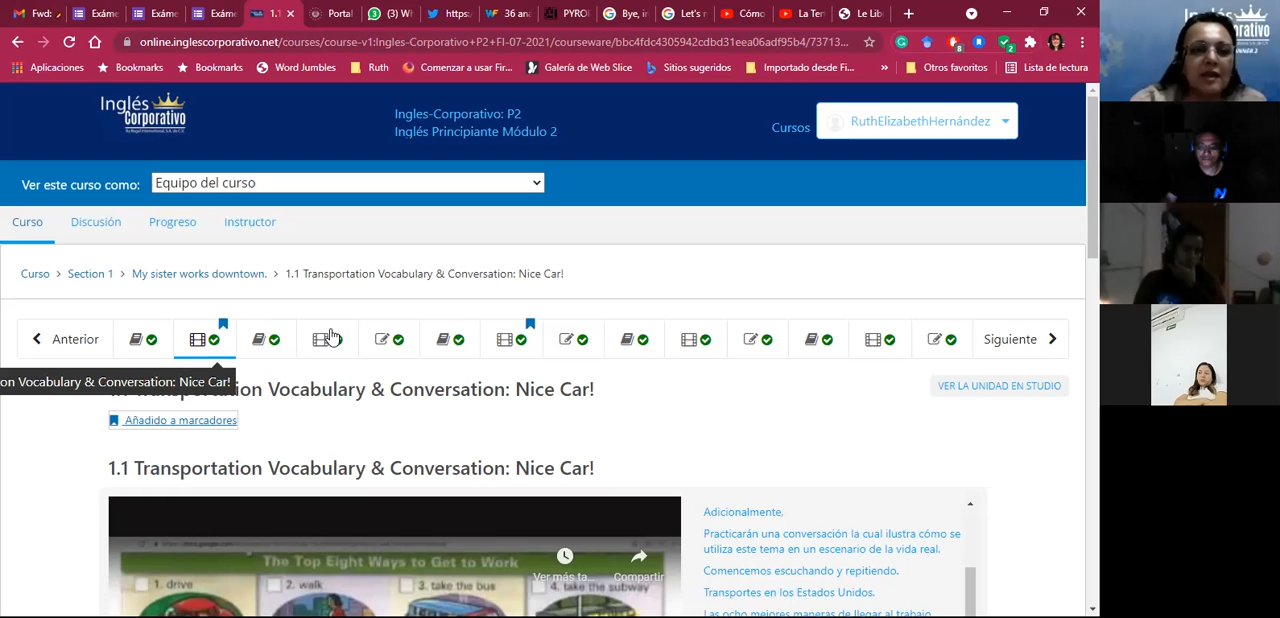 Fwd:
Exáme
Exáme
Exám
1.1
Portal
(3) W
https:
36 an
PYRO
Bye, i
Let's r
Cómo
La Ter
Le Lib
online.inglescorporativo.net/courses/course-v1:Ingles-Corporativo+P2+FI-07-2021/courseware/bbc4fdc4305942cdbd31eea06adf95b4/73713...
Aplicaciones
Bookmarks
Bookmarks
Word Jumbles
Ruth
Comenzar a usar Fir...
Galería de Web Slice
Sitios sugeridos
Importado desde Fi...
»
Otros favoritos
Lista de lectura
Inglés
Corporativo
Ingles-Corporativo: P2
Inglés Principiante Módulo 2
Cursos
RuthElizabethHernández
Ver este curso como:
Equipo del curso
Curso
Discusión
Progreso
Instructor
Curso > Section 1 > My sister works downtown. > 1.1 Transportation Vocabulary & Conversation: Nice Car!
Anterior
Siguiente
on Vocabulary & Conversation: Nice Car!
on Vocabulary & Conversation: Nice Car!
VER LA UNIDAD EN STUDIO
Añadido a marcadores
1.1 Transportation Vocabulary & Conversation: Nice Car!
The Top Eight Ways to Get to Work
1. drive
2. walk
3. take the bus
4. take the subway
Ver más ta...
Compartir
Adicionalmente,
Practicarán una conversación la cual ilustra cómo se
utiliza este tema en un escenario de la vida real.
Comencemos escuchando y repitiendo.
Transportes en los Estados Unidos.
Las ocho mejores maneras de llegar al trabajo